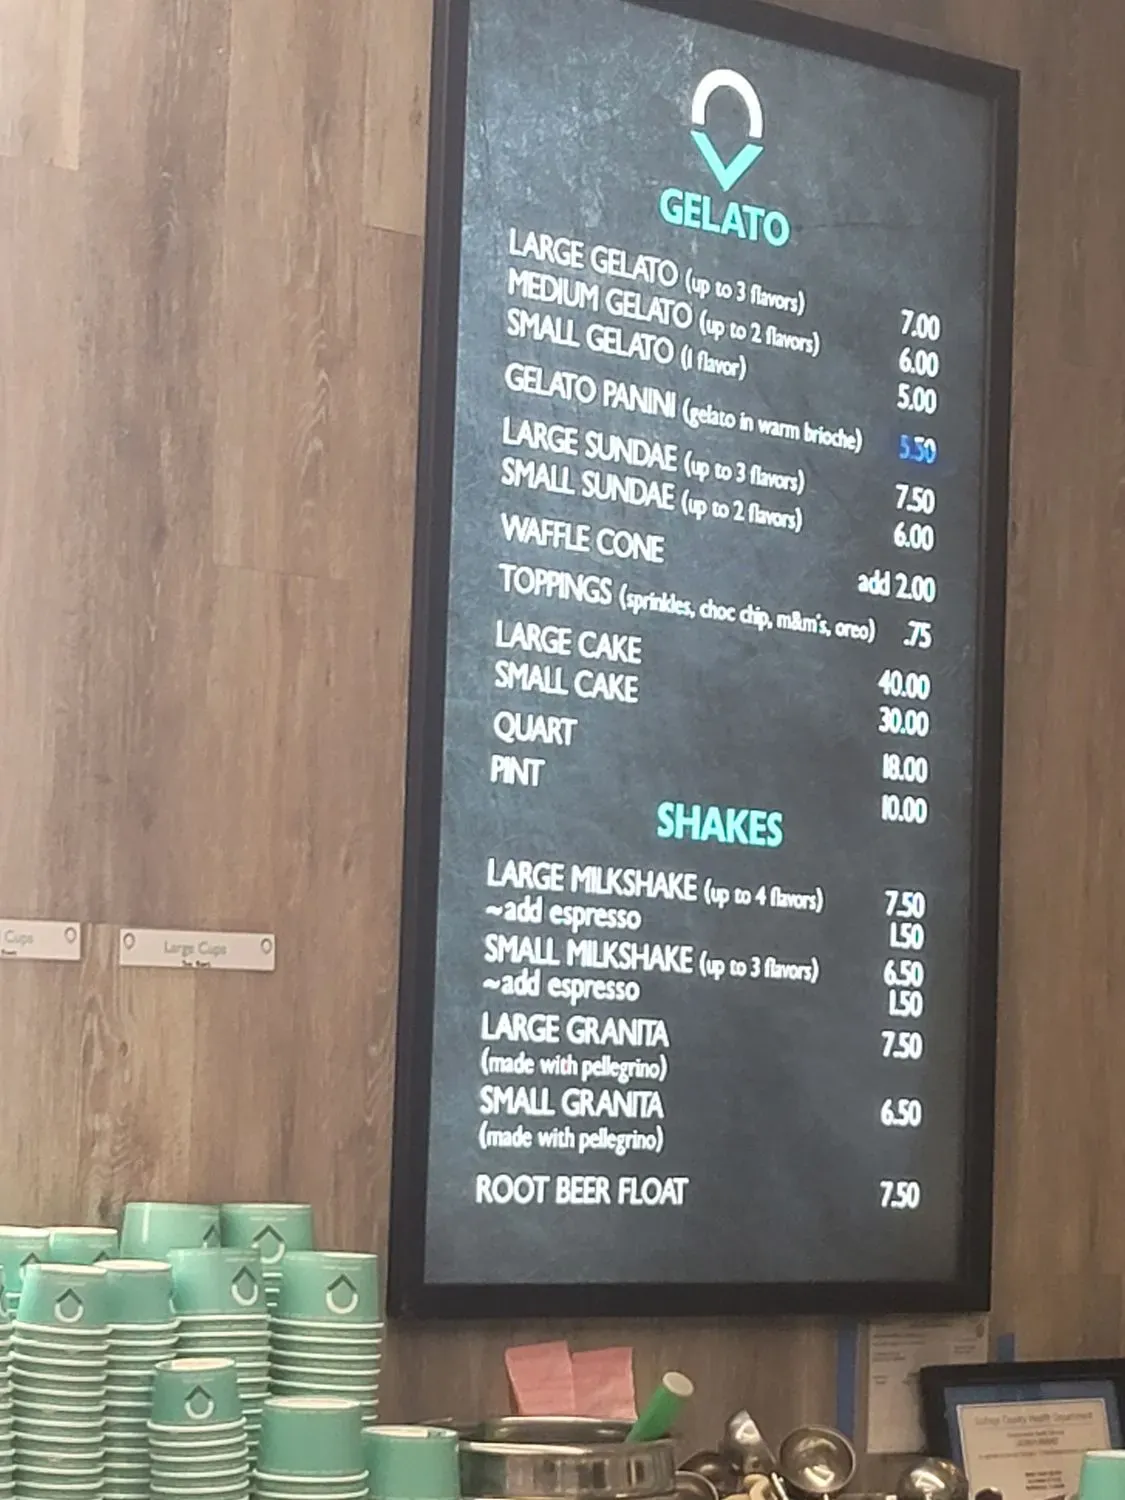 GELATO
LARGE GELATO (up to 3 flavors) 7.00
MEDIUM GELATO (up to 2 flavors) 6.00
SMALL GELATO (1 flavor) 5.00
GELATO PANINI (gelato in warm brioche) 5.50
LARGE SUNDAE (up to 3 flavors) 7.50
SMALL SUNDAE (up to 2 flavors) 6.00
WAFFLE CONE add 2.00
TOPPINGS (sprinkles, choc chip, m&m's, oreo) .75
LARGE CAKE 40.00
SMALL CAKE 30.00
QUART 18.00
PINT 10.00
SHAKES
LARGE MILKSHAKE (up to 4 flavors) 7.50
~add espresso 1.50
SMALL MILKSHAKE (up to 3 flavors) 6.50
~add espresso 1.50
LARGE GRANITA 7.50
(made with pellegrino)
SMALL GRANITA 6.50
(made with pellegrino)
ROOT BEER FLOAT 7.50
Cups
Large Cups
County Health Department